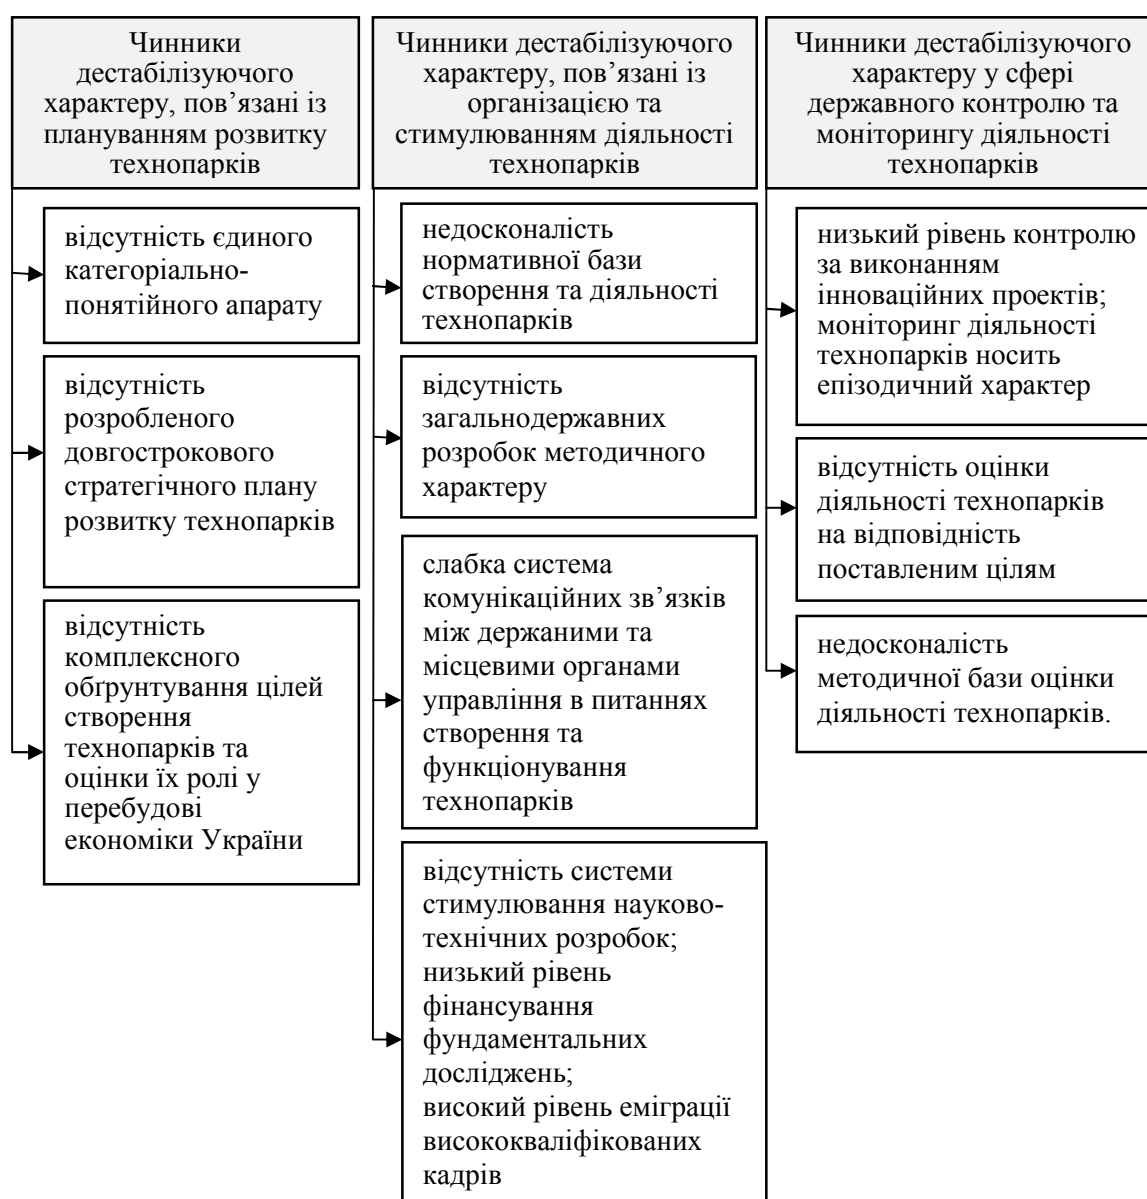 Чинники
дестабілізуючого
характеру, пов’язані із
плануванням розвитку
технопарків
відсутність єдиного
категоріально-
понятійного апарату
відсутність
розробленого
довгострокового
стратегічного плану
розвитку технопарків
відсутність
комплексного
обґрунтування цілей
створення
технопарків та
оцінки їх ролі у
перебудові
економіки України
Чинники дестабілізуючого
характеру, пов’язані із
організацією та
стимулюванням діяльності
технопарків
недосконалість
нормативної бази
створення та діяльності
технопарків
відсутність
загальнодержавних
розробок методичного
характеру
слабка система
комунікаційних зв’язків
між держаними та
місцевими органами
управління в питаннях
створення та
функціонування
технопарків
відсутність системи
стимулювання науково-
технічних розробок;
низький рівень
фінансування
фундаментальних
досліджень;
високий рівень еміграції
висококваліфікованих
кадрів
Чинники дестабілізуючого
характеру у сфері
державного контролю та
моніторингу діяльності
технопарків
низький рівень контролю
за виконанням
інноваційних проектів;
моніторинг діяльності
технопарків носить
епізодичний характер
відсутність оцінки
діяльності технопарків
на відповідність
поставленим цілям
недосконалість
методичної бази оцінки
діяльності технопарків.